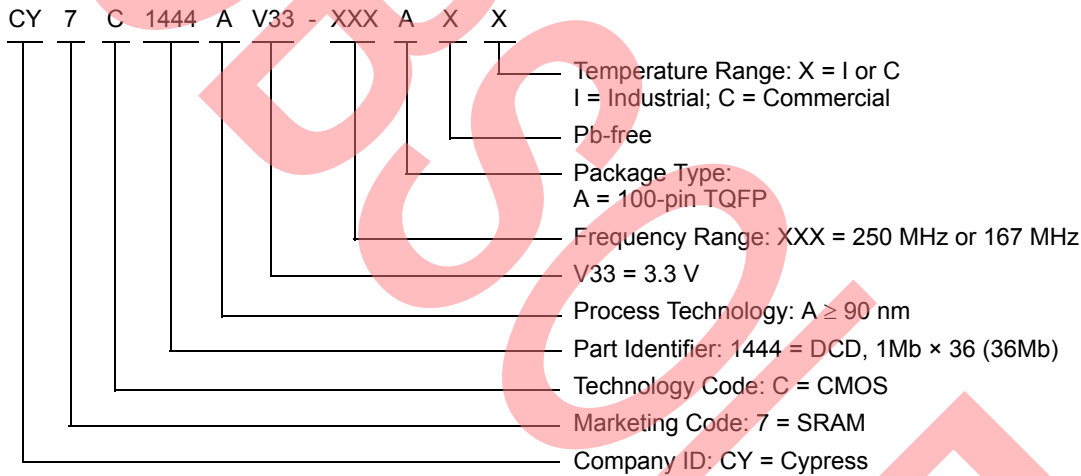 CY 7 C 1444 A V33 - XXX A X X
Temperature Range: X = I or C
I = Industrial; C = Commercial
Pb-free
Package Type:
A = 100-pin TQFP
Frequency Range: XXX = 250 MHz or 167 MHz
V33 = 3.3 V
Process Technology: A ≥ 90 nm
Part Identifier: 1444 = DCD, 1Mb × 36 (36Mb)
Technology Code: C = CMOS
Marketing Code: 7 = SRAM
Company ID: CY = Cypress